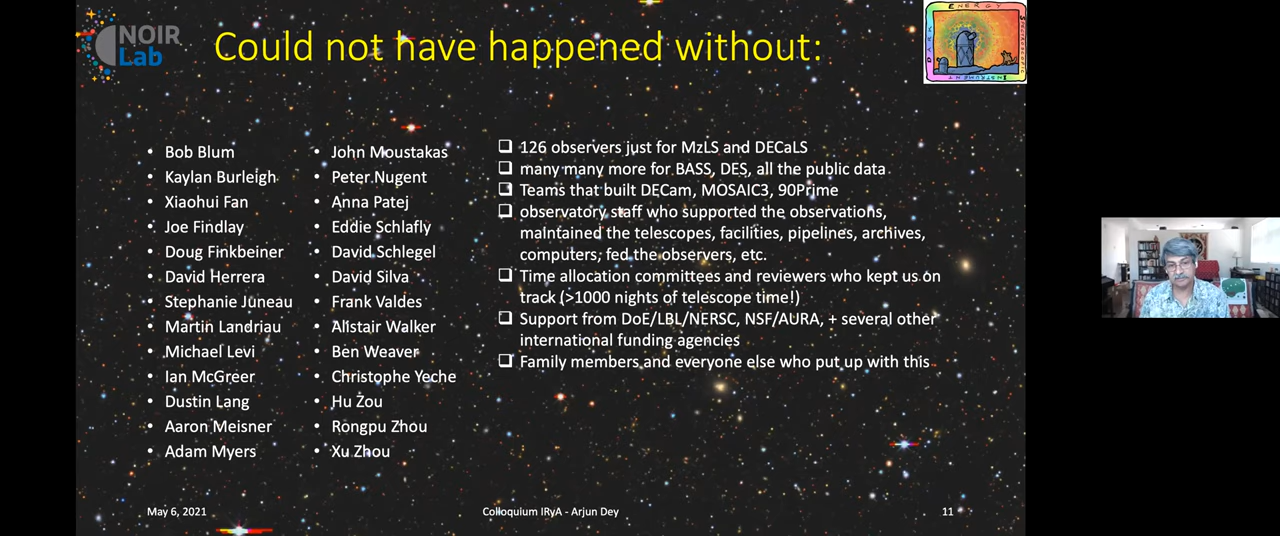 NOIR
Lab
Could not have happened without:
DARK ENERGY SPECTROSCOPIC INSTRUMENT
• Bob Blum
• Kaylan Burleigh
• Xiaohui Fan
• Joe Findlay
• Doug Finkbeiner
• David Herrera
• Stephanie Juneau
• Martin Landriau
• Michael Levi
• Ian McGreer
• Dustin Lang
• Aaron Meisner
• Adam Myers
• John Moustakas
• Peter Nugent
• Anna Patej
• Eddie Schlafly
• David Schlegel
• David Silva
• Frank Valdes
• Alistair Walker
• Ben Weaver
• Christophe Yeche
• Hu Zou
• Rongpu Zhou
• Xu Zhou
❑ 126 observers just for MzLS and DECaLS
❑ many many more for BASS, DES, all the public data
❑ Teams that built DECam, MOSAIC3, 90Prime
❑ observatory staff who supported the observations,
maintained the telescopes, facilities, pipelines, archives,
computers; fed the observers, etc.
❑ Time allocation committees and reviewers who kept us on
track (>1000 nights of telescope time!)
❑ Support from DoE/LBL/NERSC, NSF/AURA, + several other
international funding agencies
❑ Family members and everyone else who put up with this
May 6, 2021
Colloquium IRyA - Arjun Dey
11